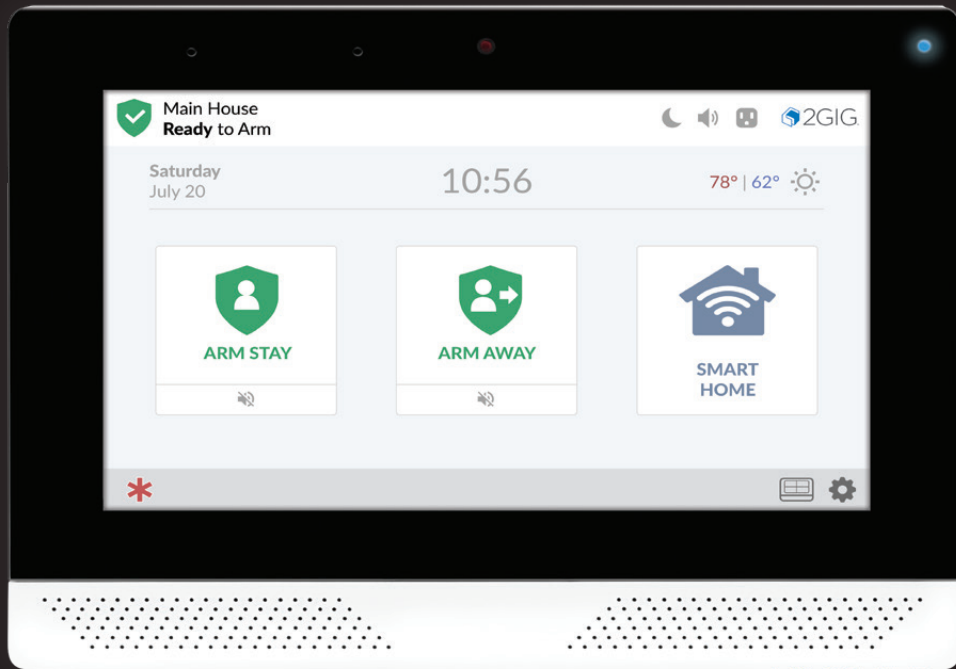 Main House
Ready to Arm
2GIG
Saturday
July 20
10:56
78° | 62°
ARM STAY
ARM AWAY
SMART
HOME